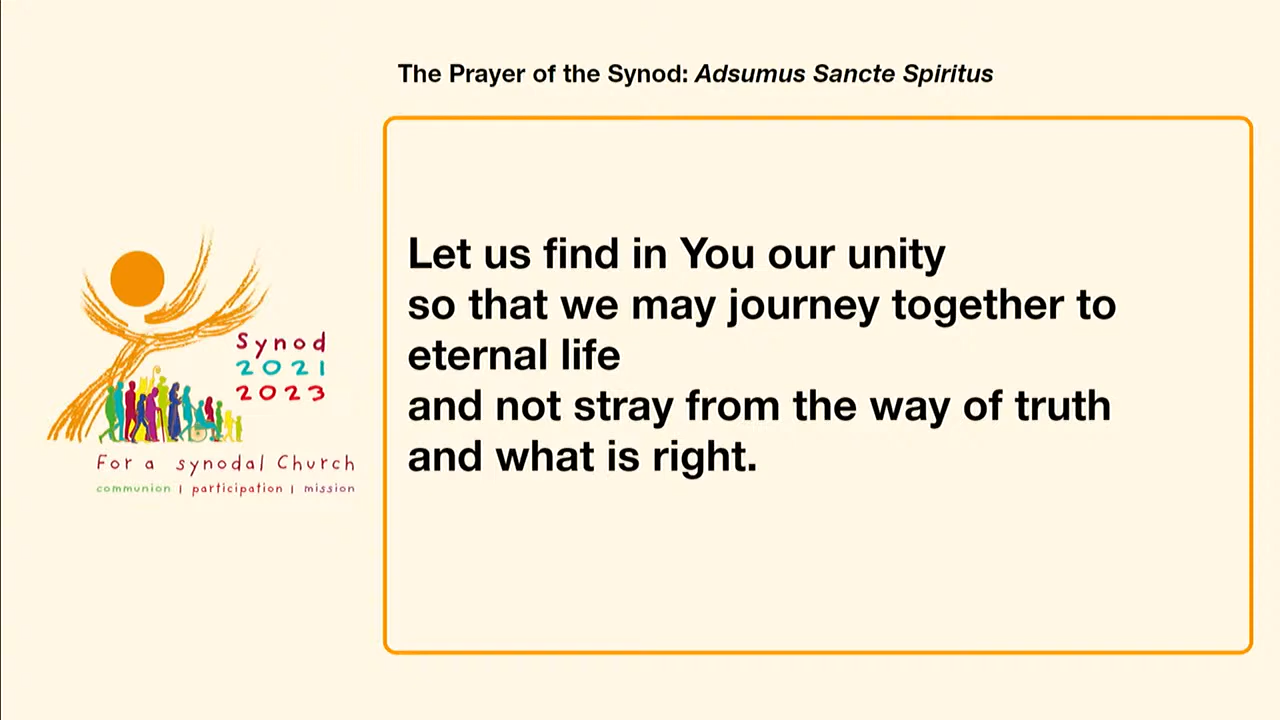 The Prayer of the Synod: Adsumus Sancte Spiritus
Let us find in You our unity
so that we may journey together to
eternal life
and not stray from the way of truth
and what is right.
Synod
2021
2023
For a synodal Church
communion | participation | mission